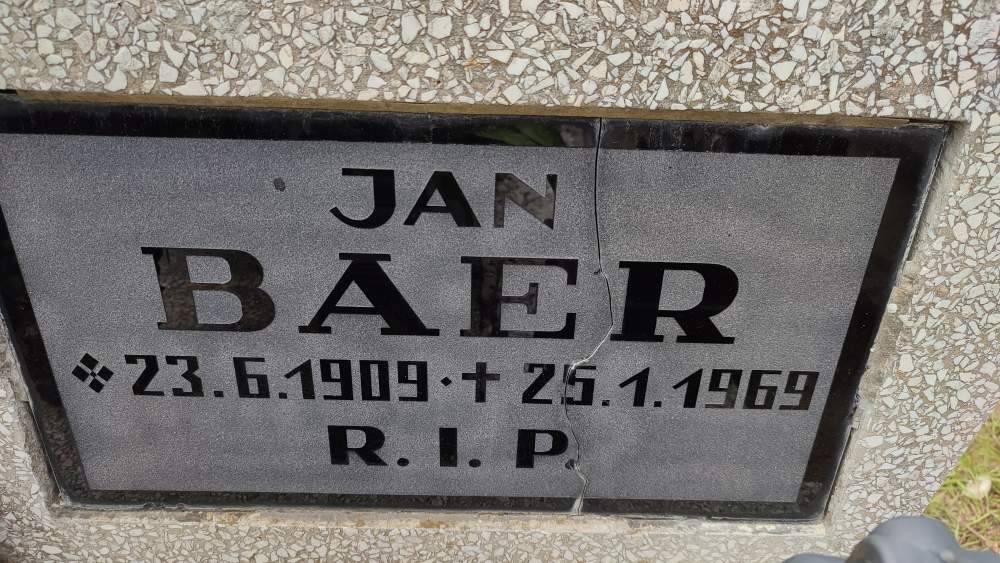 JAN
BAER
❖ 23.6.1909 · ✝ 25.1.1969
R.I.P.